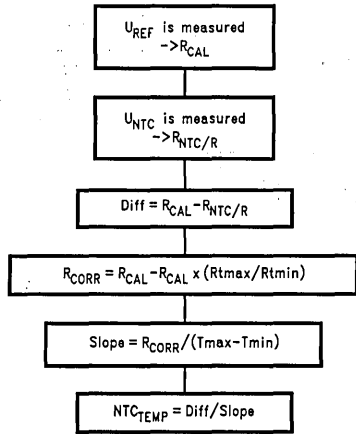 U_REF is measured
->R_CAL
U_NTC is measured
->R_NTC/R
Diff = R_CAL-R_NTC/R
R_CORR = R_CAL-R_CAL x (Rtmax/Rtmin)
Slope = R_CORR/(Tmax-Tmin)
NTC_TEMP = Diff/Slope